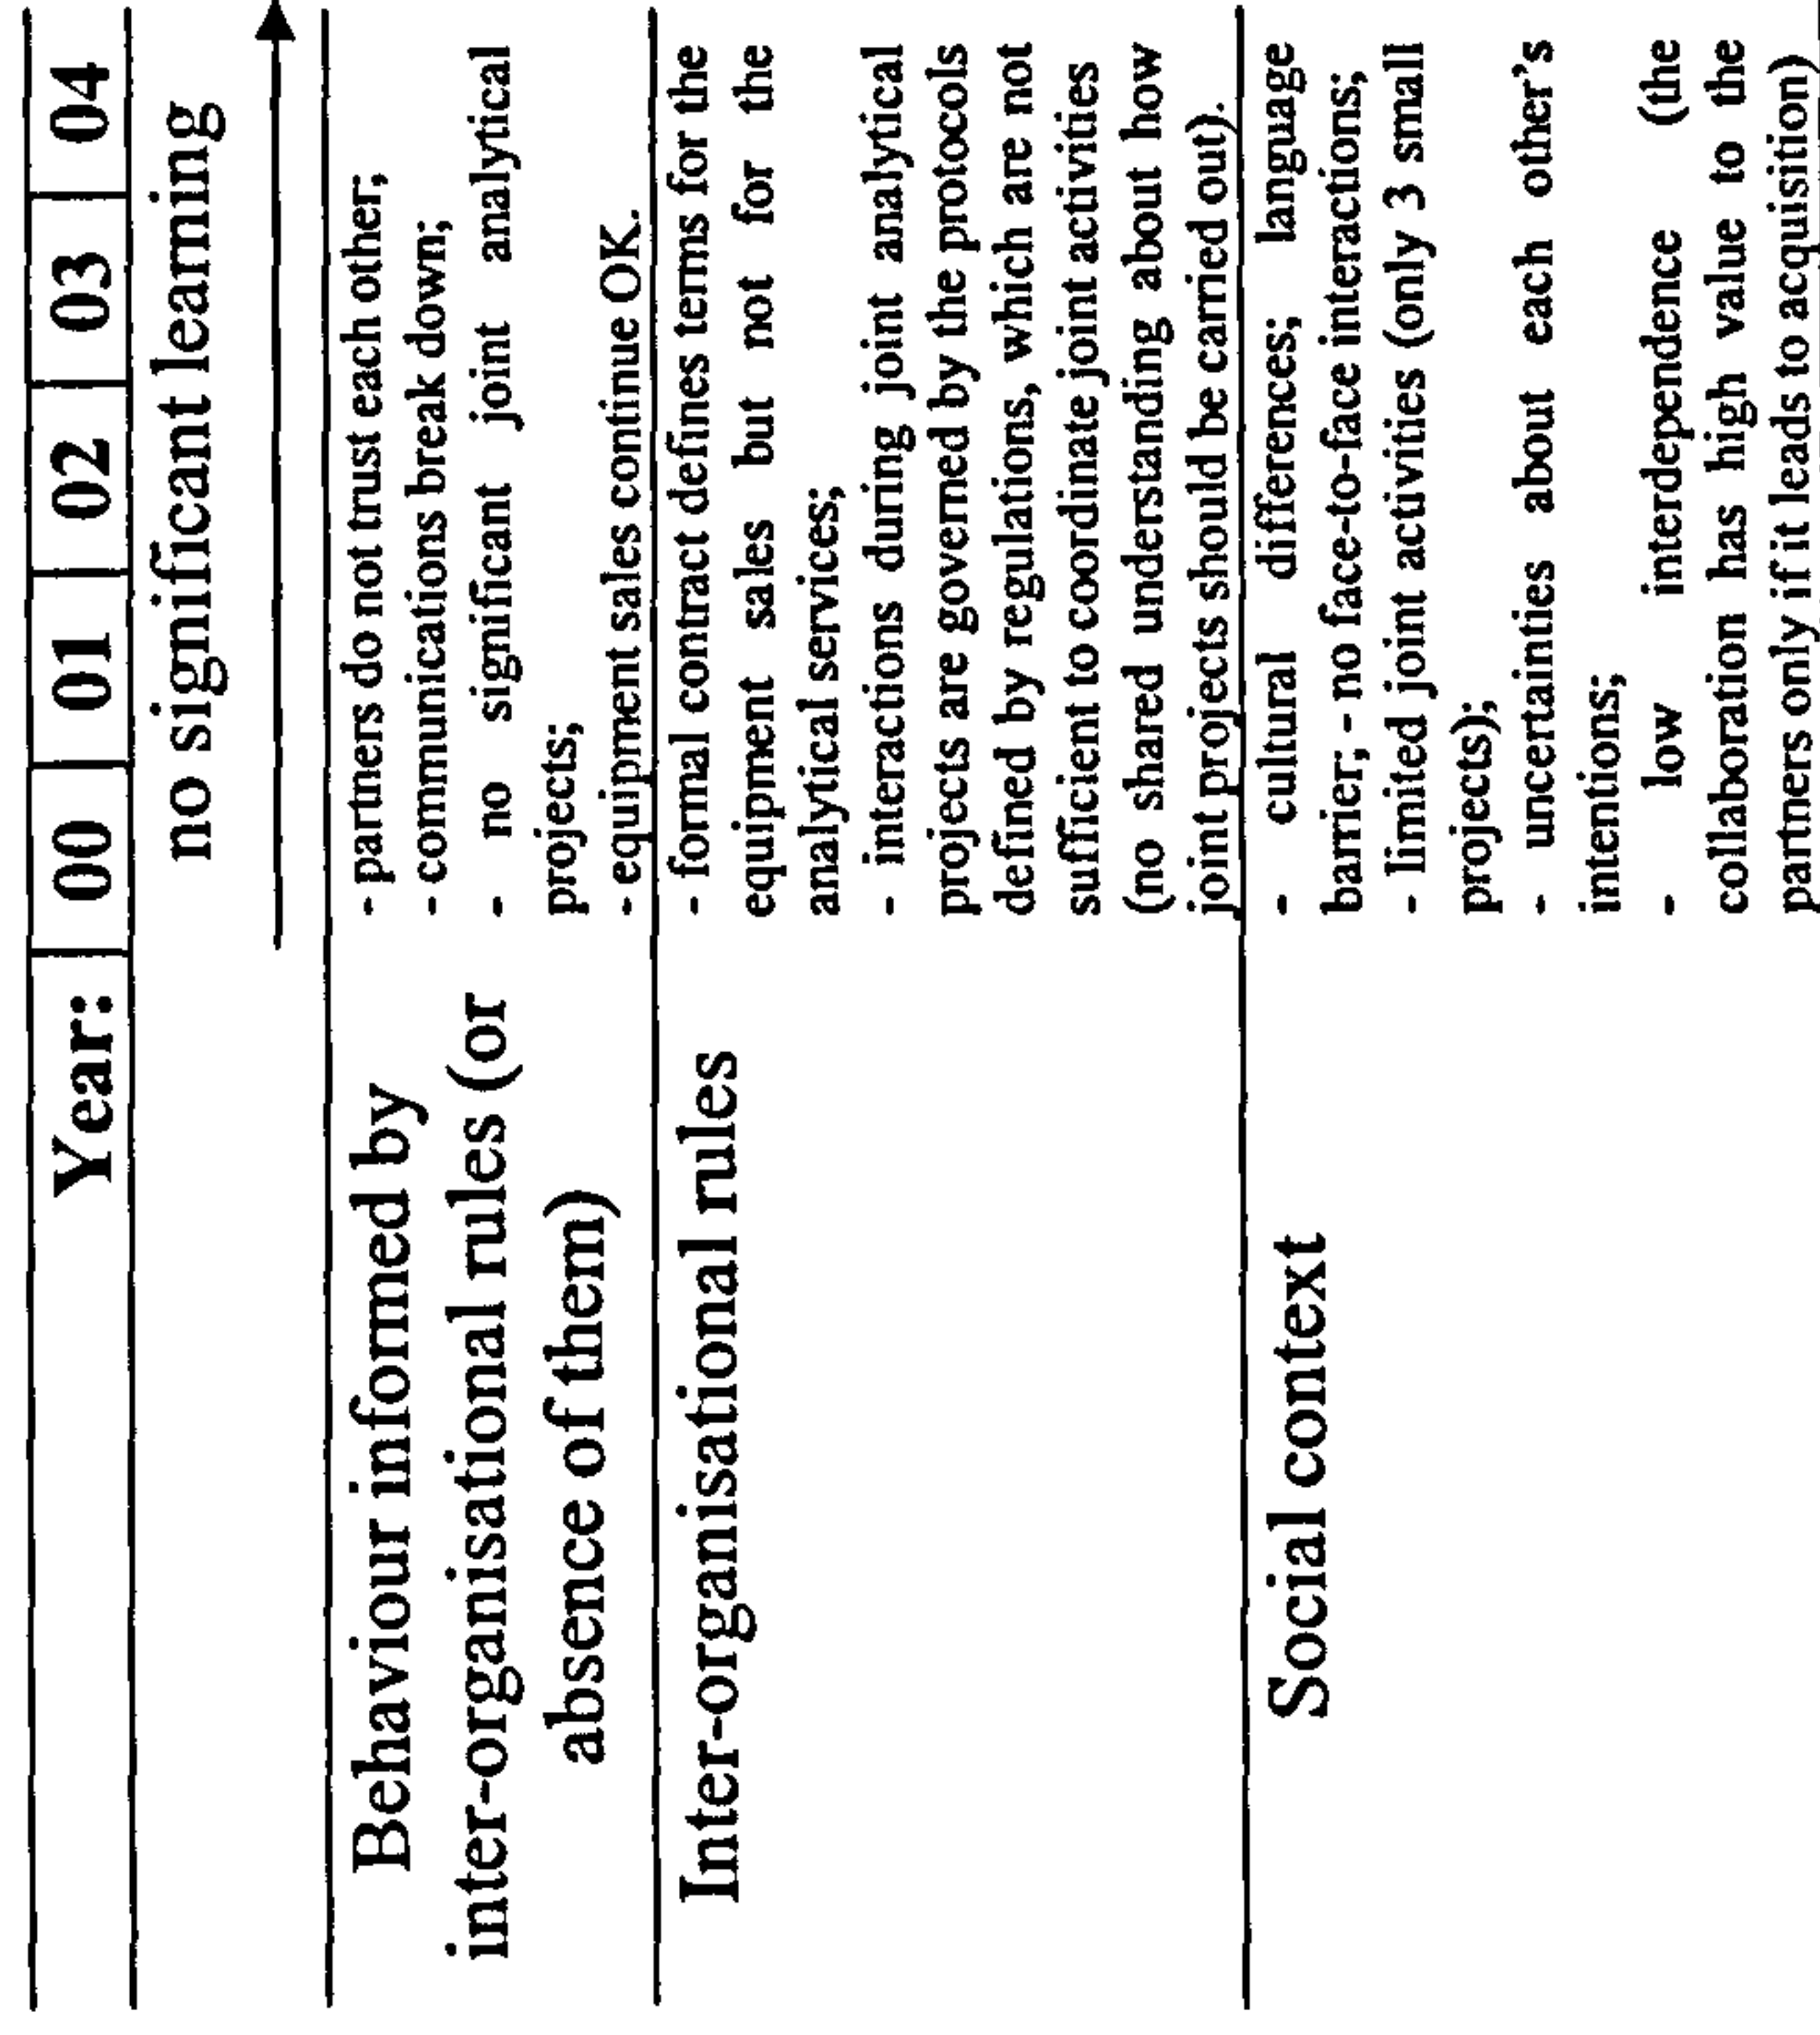 Year: 00 01 02 03 04
no significant learning
Behaviour informed by
inter-organisational rules (or
absence of them)
- partners do not trust each other;
- communications break down;
- no significant joint analytical
projects;
- equipment sales continue OK.
Inter-organisational rules
- formal contract defines terms for the
equipment sales but not for the
analytical services;
- interactions during joint analytical
projects are governed by the protocols
defined by regulations, which are not
sufficient to coordinate joint activities
(no shared understanding about how
joint projects should be carried out).
Social context
- cultural differences; language
barrier; - no face-to-face interactions;
- limited joint activities (only 3 small
projects);
- uncertainties about each other's
intentions;
- low interdependence (the
collaboration has high value to the
partners only if it leads to acquisition)